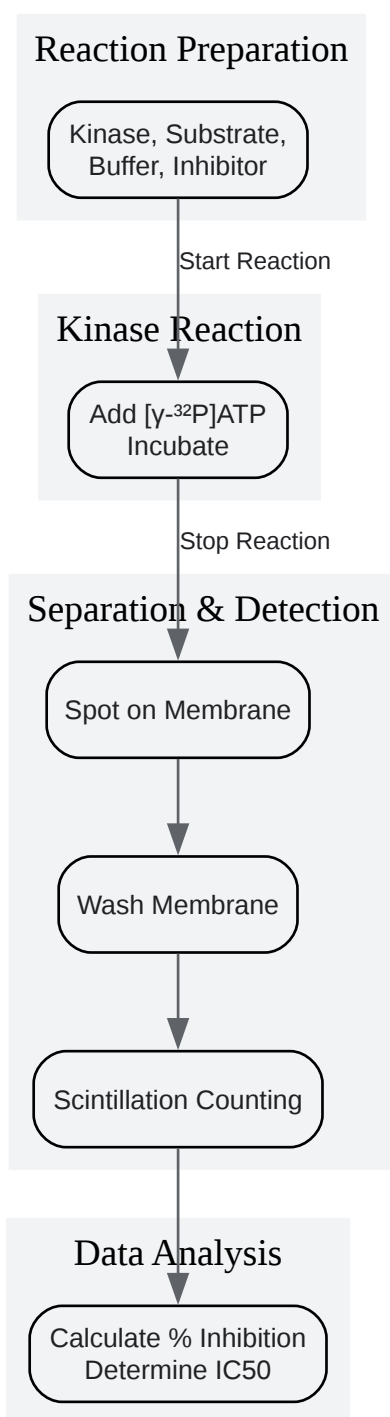 Reaction Preparation
Kinase, Substrate,
Buffer, Inhibitor
Start Reaction
Kinase Reaction
Add [γ-³²P]ATP
Incubate
Stop Reaction
Separation & Detection
Spot on Membrane
Wash Membrane
Scintillation Counting
Data Analysis
Calculate % Inhibition
Determine IC50